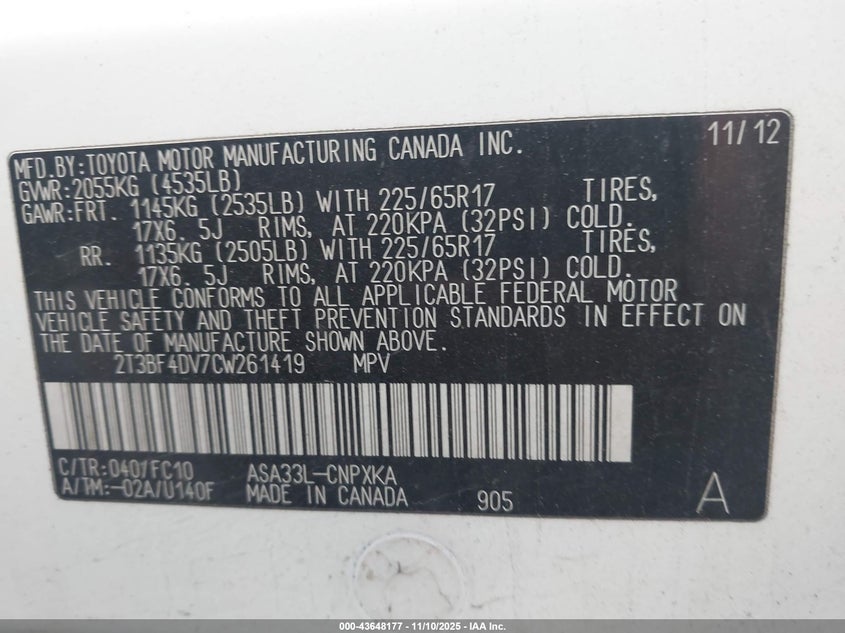 11/12
MFD.BY:TOYOTA MOTOR MANUFACTURING CANADA INC.
GVWR:2055KG (4535LB)
GAWR:FRT. 1145KG (2535LB) WITH 225/65R17 TIRES,
17X6. 5J RIMS, AT 220KPA (32PSI) COLD.
RR. 1135KG (2505LB) WITH 225/65R17 TIRES,
17X6. 5J RIMS, AT 220KPA (32PSI) COLD.
THIS VEHICLE CONFORMS TO ALL APPLICABLE FEDERAL MOTOR
VEHICLE SAFETY AND THEFT PREVENTION STANDARDS IN EFFECT ON
THE DATE OF MANUFACTURE SHOWN ABOVE.
2T3BF4DV7CW261419 MPV
C/TR:040/FC10 ASA33L-CNPXKA
A/TM:-02A/U140F MADE IN CANADA 905 A
000-43648177 - 11/10/2025 - IAA Inc.